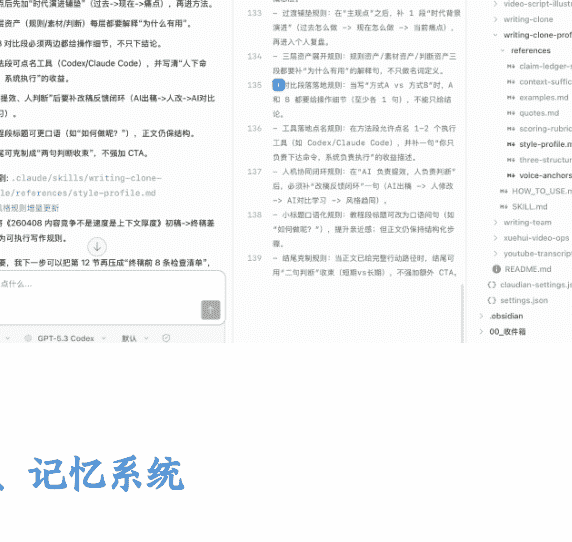 点后先加“时代演进铺垫”（过去->现在->痛点），再进方法。
层资产（规则/素材/判断）每层都要解释“为什么有用”。
B 对比段必须两边都给操作细节，不只下结论。
法段可点名工具（Codex/Claude Code），并写清“人下命
系统执行”的收益。
提效、人判断”后要补改稿反馈闭环（AI出稿->人改->AI对比
习）。
程段标题可更口语（如“如何做呢？”），正文仍保结构。
尾可克制成“两句判断收束”，不强加 CTA。
则：.claude/skills/writing-clone-
le/references/style-profile.md
风格规则增量更新
将《260408 内容竞争不是速度是上下文厚度》初稿->终稿差
为可执行写作规则。
要，我下一步可以把第 12 节再压成“终稿前 8 条检查清单”，
点什么...
GPT-5.3 Codex
默认
133 - 过渡铺垫规则：在“主观点”之后，补 1 段“时代背景
演进”（过去怎么做 -> 现在怎么做 -> 当前痛点），
再进入个人复盘。
134 - 三层资产展开规则：规则资产/素材资产/判断资产三
段都要补“为什么有用”的解释句，不只做名词定义。
135 对比段落落地规则：当写“方式A vs 方式B”时，A
和 B 都要给操作细节（至少各 1 句），不能只给结
论。
136 - 工具落地点名规则：在方法段允许点名 1-2 个执行
工具（如 Codex/Claude Code），并补一句“你只
负责下达命令，系统负责执行”的收益描述。
137 - 人机协同闭环规则：在“AI 负责提效，人负责判断”
后，必须补“改稿反馈闭环”一句（AI出稿 -> 人修改
-> AI对比学习 -> 风格趋同）。
138 - 小标题口语化规则：教程段标题可改为口语问句（如
“如何做呢？”），提升亲近感；但正文仍保持结构化步
骤。
139 - 结尾克制规则：当正文已给完整行动路径时，结尾可
用“二句判断”收束（短期vs长期），不强加额外 CTA。
video-script-illustr
writing-clone
writing-clone-prof
references
claim-ledger-s
context-suffic
examples.md
quotes.md
scoring-rubric
style-profile.m
three-structur
voice-anchors
HOW_TO_USE.m
SKILL.md
writing-team
xuehui-video-ops
youtube-transcrip
README.md
claudian-settings.j
settings.json
.obsidian
00_收件箱
、记忆系统